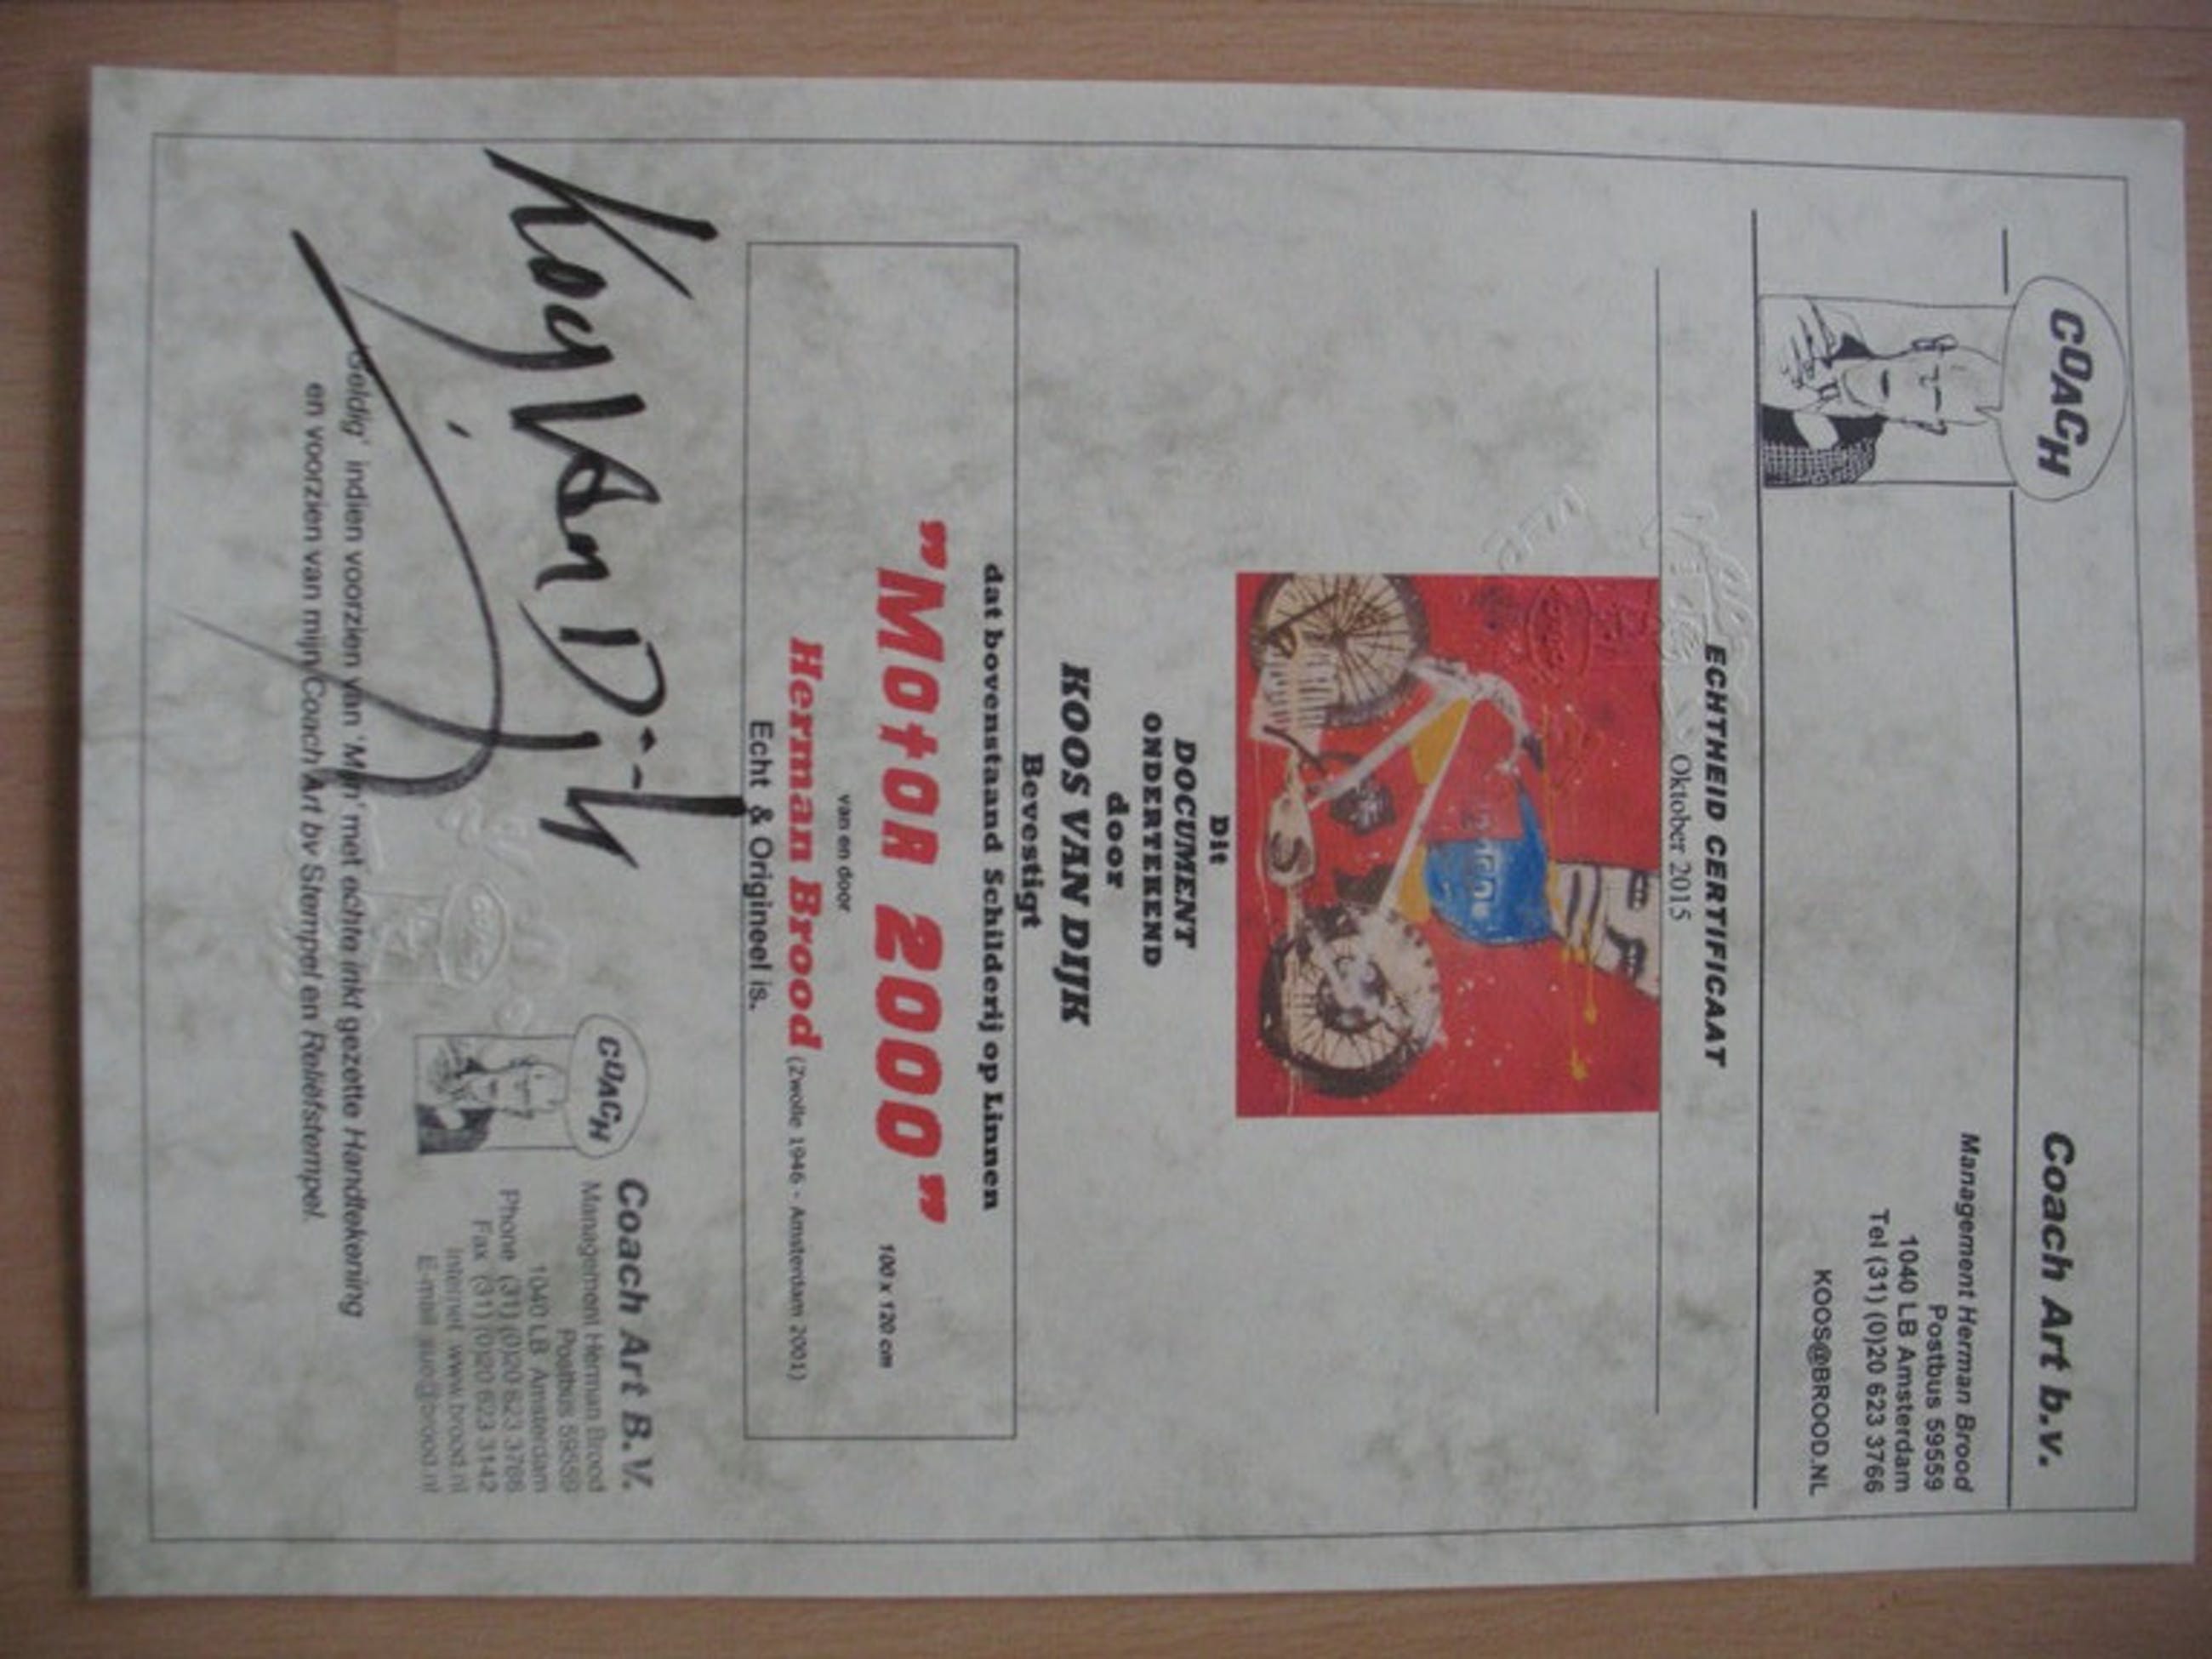 COACH
Coach Art b.v.
Management Herman Brood
Postbus 59559
1040 LB Amsterdam
Tel (31) (0)20 623 3766
KOOS@BROOD.NL
ECHTHEID CERTIFICAAT
Oktober 2015
Dit
DOCUMENT
ONDERTEKEND
door
KOOS VAN DIJK
Bevestigt
dat bovenstaand Schilderij op Linnen
"Motor 2000" 100 x 120 cm
van en door
Herman Brood (Zwolle 1946 - Amsterdam 2001)
Echt & Origineel is.
Koos Van Dijk
COACH
Coach Art B.V.
Management Herman Brood
Postbus 59559
1040 LB Amsterdam
Phone (31) (0)20 623 3766
Fax (31) (0)20 623 3142
Internet www.brood.nl
E-mail
'Geldig' indien voorzien van 'Mijn' met echte inkt gezette Handtekening
en voorzien van mijn Coach Art bv Stempel en Reliëfstempel.